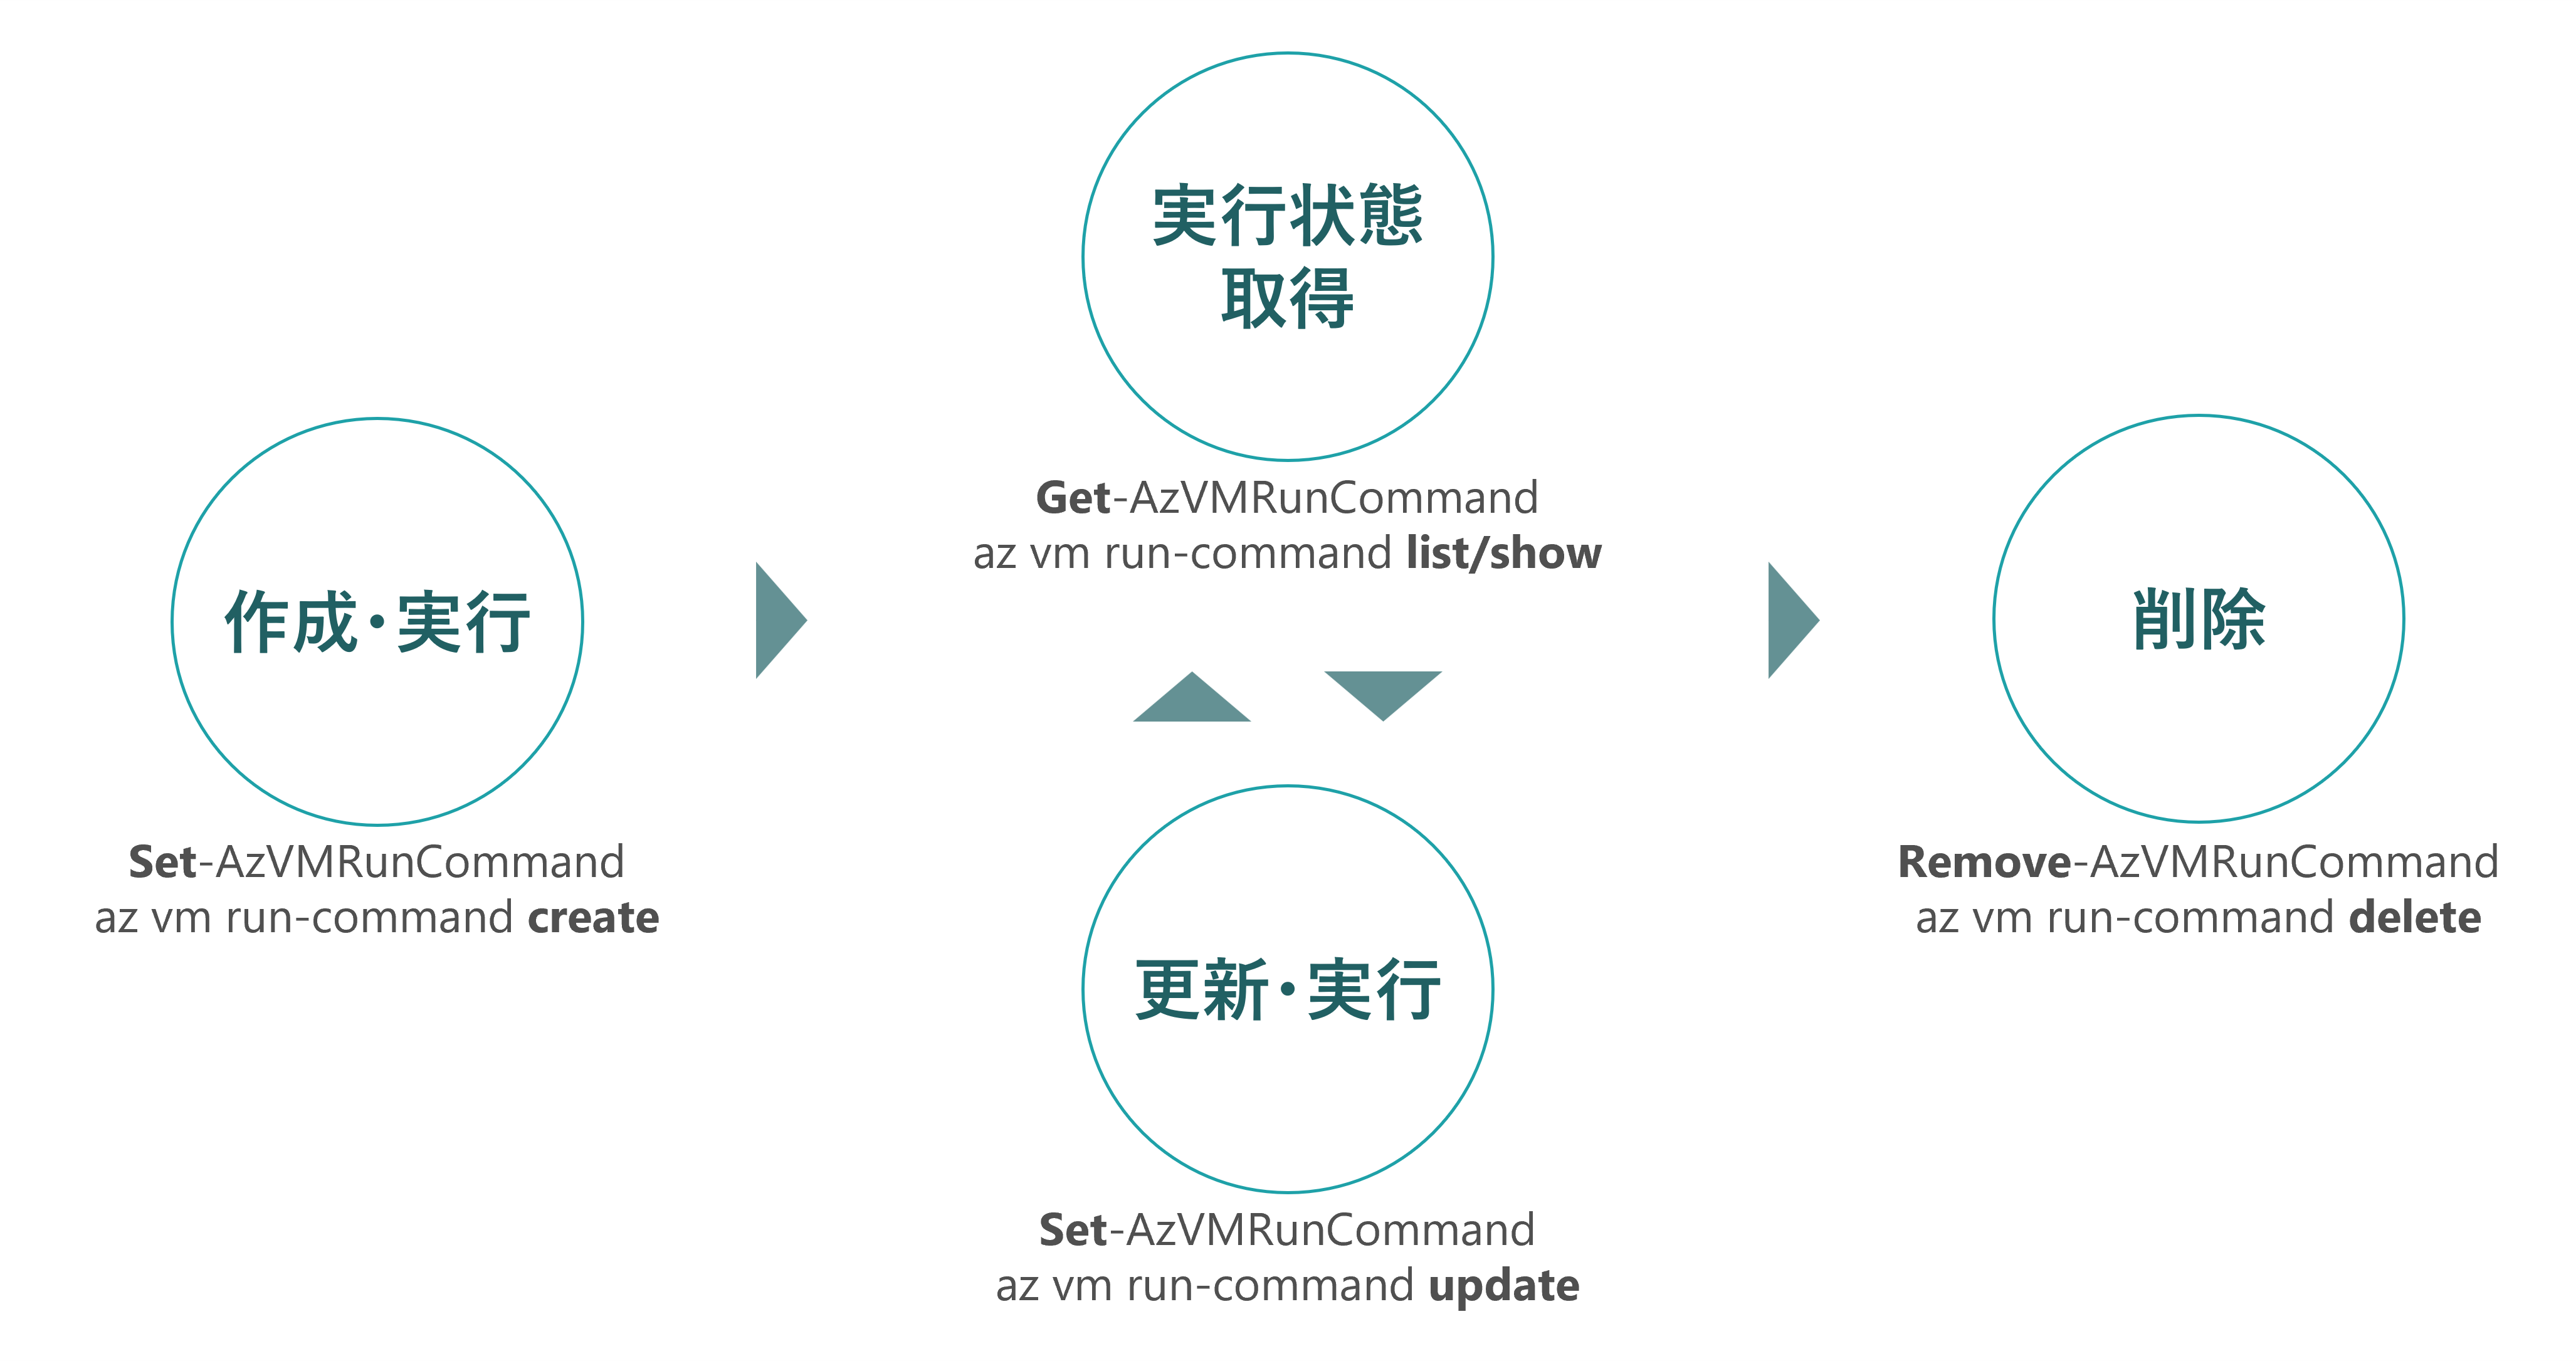 作成・実行
Set-AzVMRunCommand
az vm run-command create
実行状態
取得
Get-AzVMRunCommand
az vm run-command list/show
更新・実行
Set-AzVMRunCommand
az vm run-command update
削除
Remove-AzVMRunCommand
az vm run-command delete